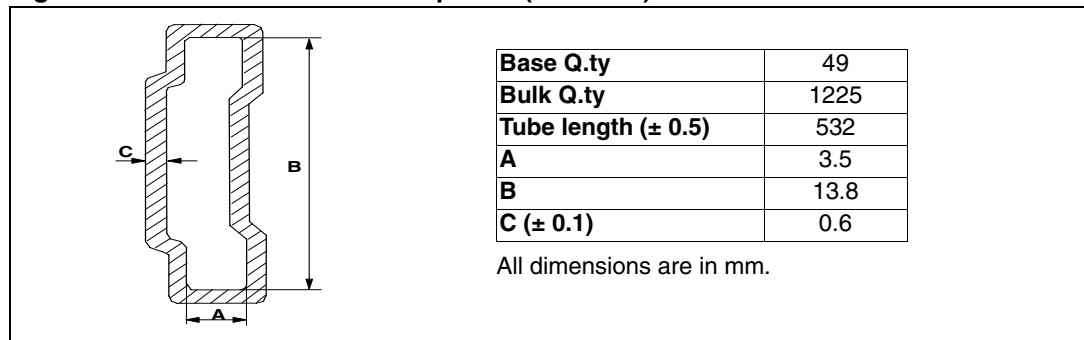 C
B
A
Base Q.ty 49
Bulk Q.ty 1225
Tube length (± 0.5) 532
A 3.5
B 13.8
C (± 0.1) 0.6
All dimensions are in mm.